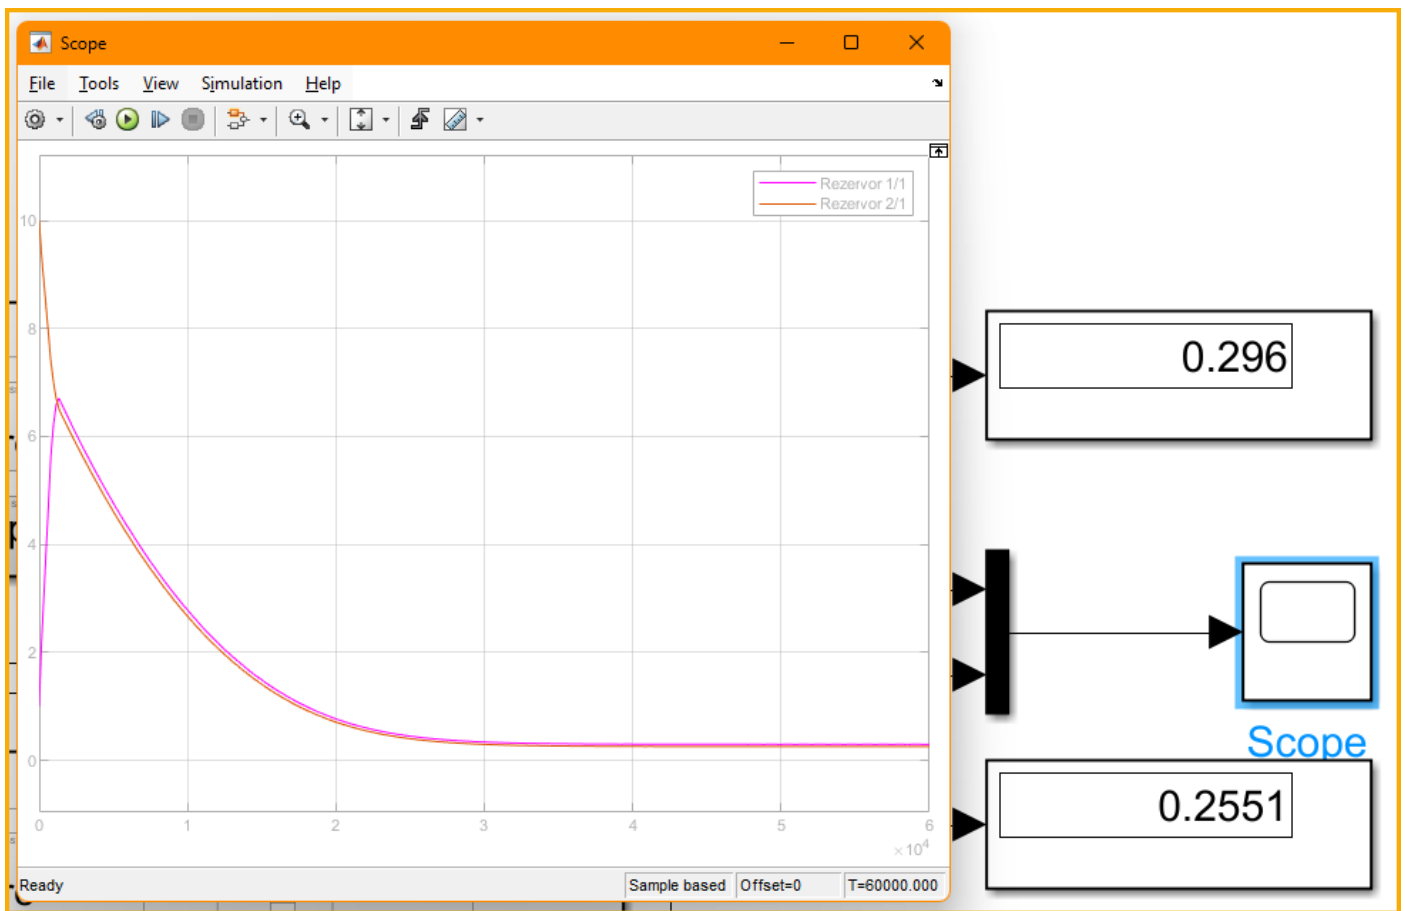 Scope
File Tools View Simulation Help
Rezervor 1/1
Rezervor 2/1
10
8
6
4
2
0
0 1 2 3 4 5 6
×10⁴
Ready Sample based Offset=0 T=60000.000
0.296
Scope
0.2551